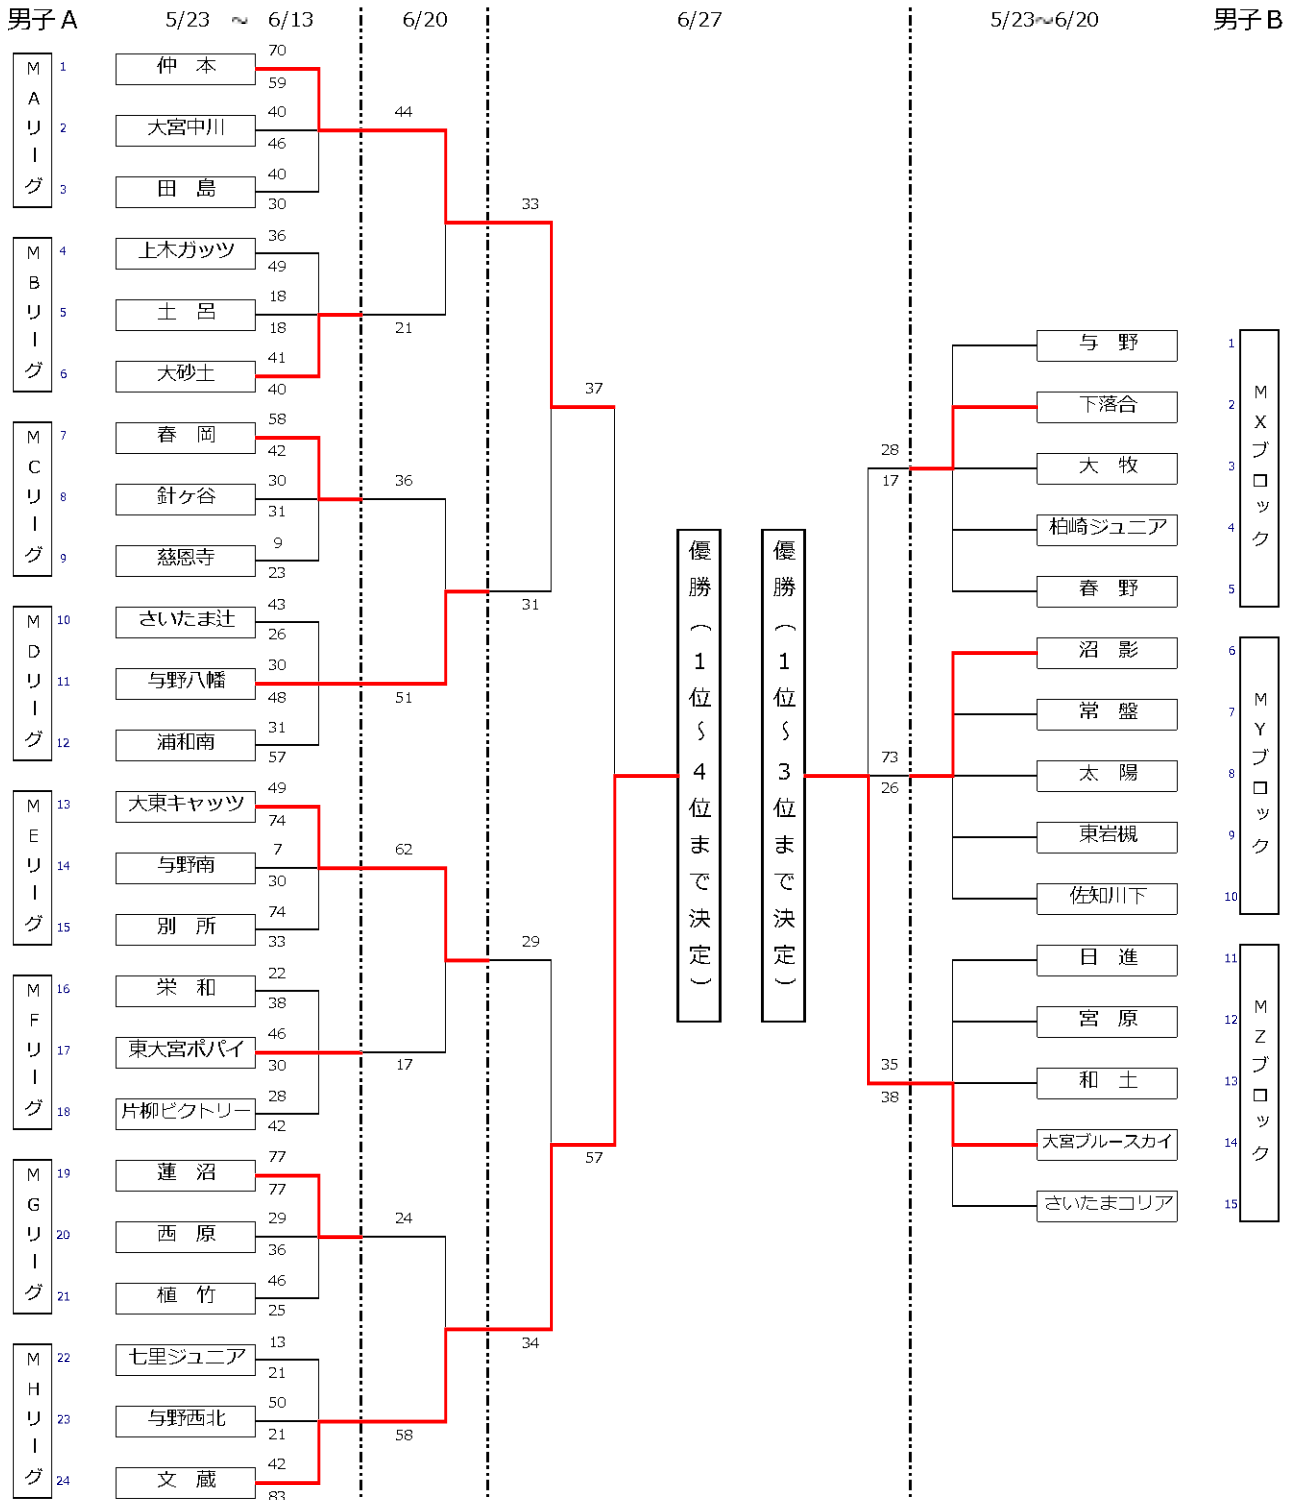 男子 A 5/23 ～ 6/13 6/20 6/27 5/23～6/20 男子 B
MAリーグ
1 仲 本 70 59
2 大宮中川 40 46
3 田 島 40 30
44
MBリーグ
4 上木ガッツ 36 49
5 土 呂 18 18
6 大砂土 41 40
21
33
MCリーグ
7 春 岡 58 42
8 針ヶ谷 30 31
9 慈恩寺 9 23
36
MDリーグ
10 さいたま辻 43 26
11 与野八幡 30 48
12 浦和南 31 57
51
31
37
MEリーグ
13 大東キャッツ 49 74
14 与野南 7 30
15 別 所 74 33
62
MFリーグ
16 栄 和 22 38
17 東大宮ポパイ 46 30
18 片柳ビクトリー 28 42
17
29
MGリーグ
19 蓮 沼 77 77
20 西 原 29 36
21 植 竹 46 25
24
MHリーグ
22 七里ジュニア 13 21
23 与野西北 50 21
24 文 蔵 42 83
58
34
57
優勝（1位～4位まで決定）
優勝（1位～3位まで決定）
28 17
73 26
35 38
与 野 1
下落合 2
大 牧 3
柏崎ジュニア 4
春 野 5
MXブロック
沼 影 6
常 盤 7
太 陽 8
東岩槻 9
佐知川下 10
MYブロック
日 進 11
宮 原 12
和 土 13
大宮ブルースカイ 14
さいたまコリア 15
MZブロック